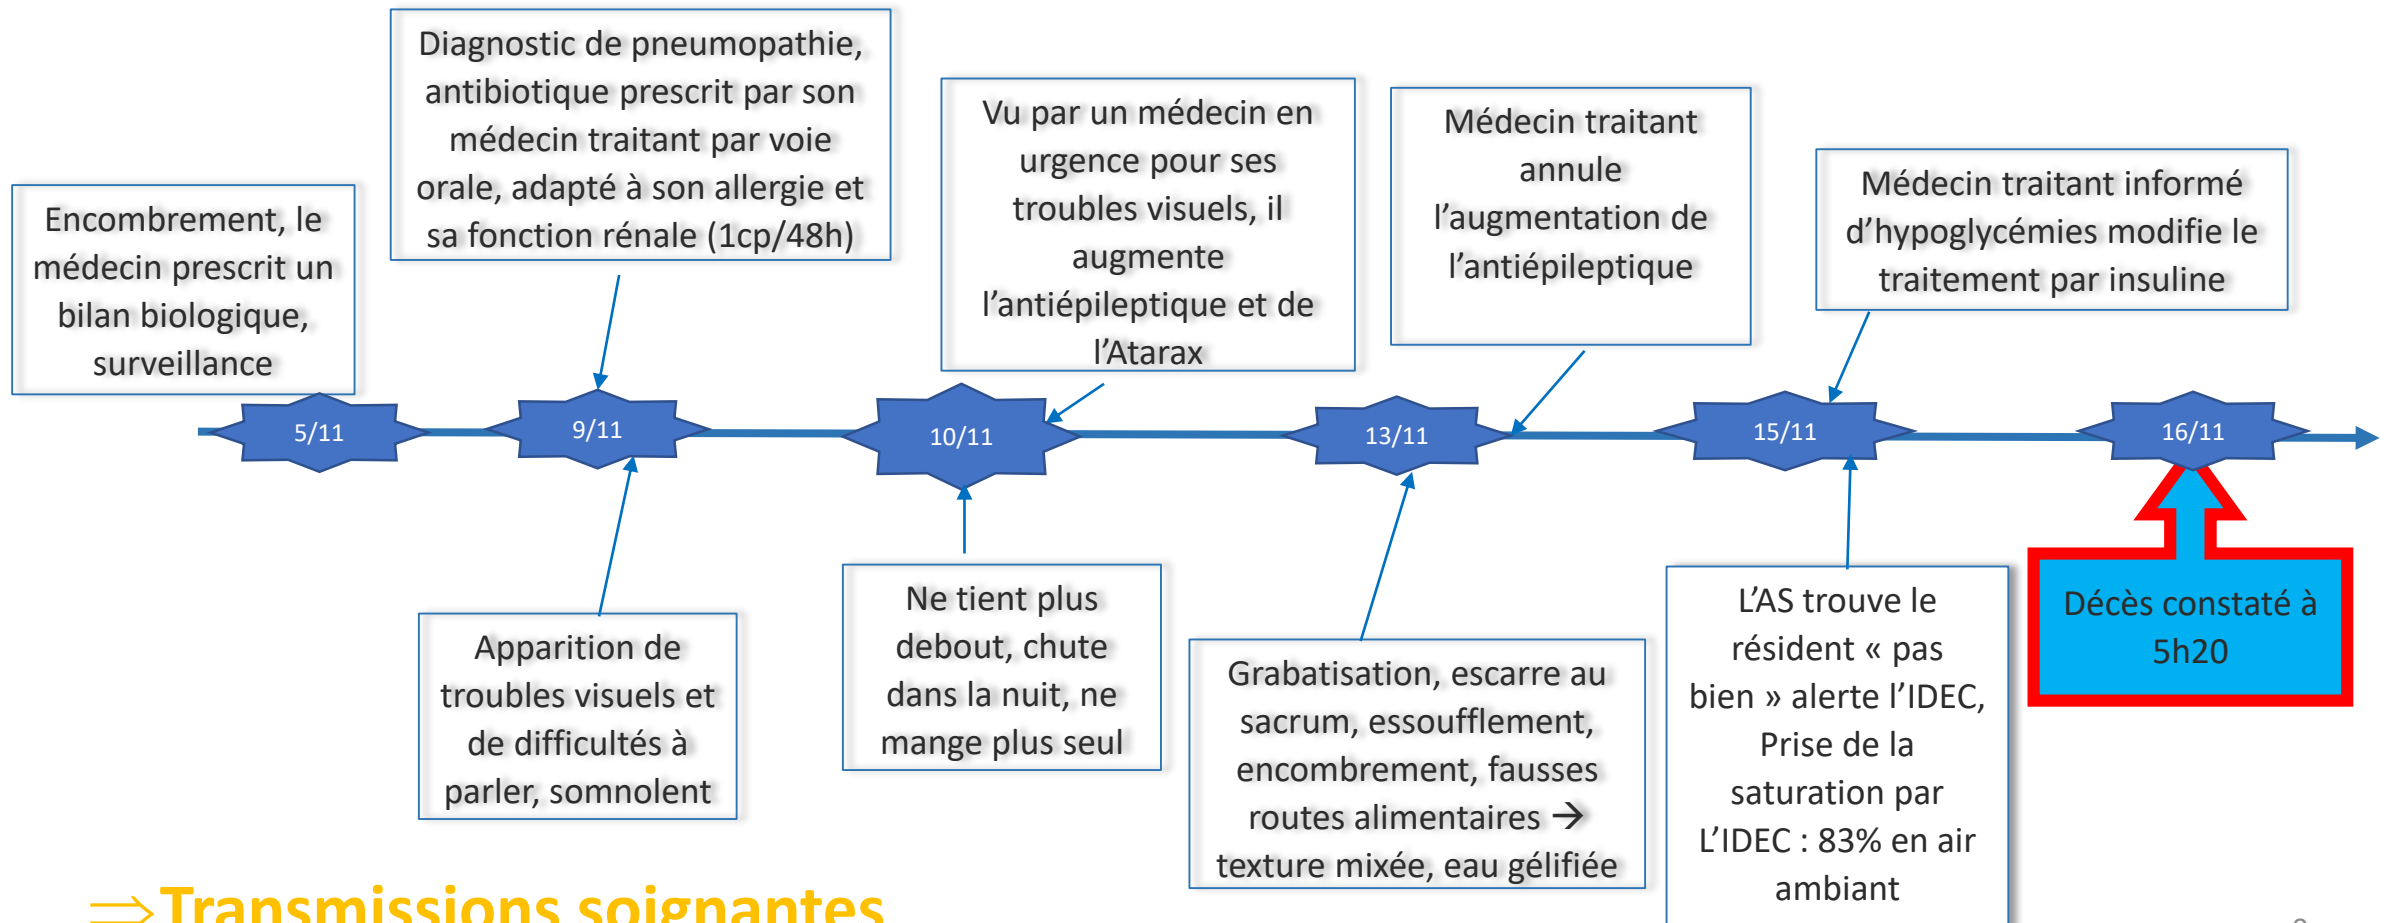 Encombrement, le
médecin prescrit un
bilan biologique,
surveillance
Diagnostic de pneumopathie,
antibiotique prescrit par son
médecin traitant par voie
orale, adapté à son allergie et
sa fonction rénale (1cp/48h)
Vu par un médecin en
urgence pour ses
troubles visuels, il
augmente
l'antiépileptique et de
l'Atarax
Médecin traitant
annule
l'augmentation de
l'antiépileptique
Médecin traitant informé
d'hypoglycémies modifie le
traitement par insuline
5/11
9/11
10/11
13/11
15/11
16/11
Apparition de
troubles visuels et
de difficultés à
parler, somnolent
Ne tient plus
debout, chute
dans la nuit, ne
mange plus seul
Grabatisation, escarre au
sacrum, essoufflement,
encombrement, fausses
routes alimentaires →
texture mixée, eau gélifiée
L'AS trouve le
résident « pas
bien » alerte l'IDEC,
Prise de la
saturation par
L'IDEC : 83% en air
ambiant
Décès constaté à
5h20
⇒Transmissions soignantes